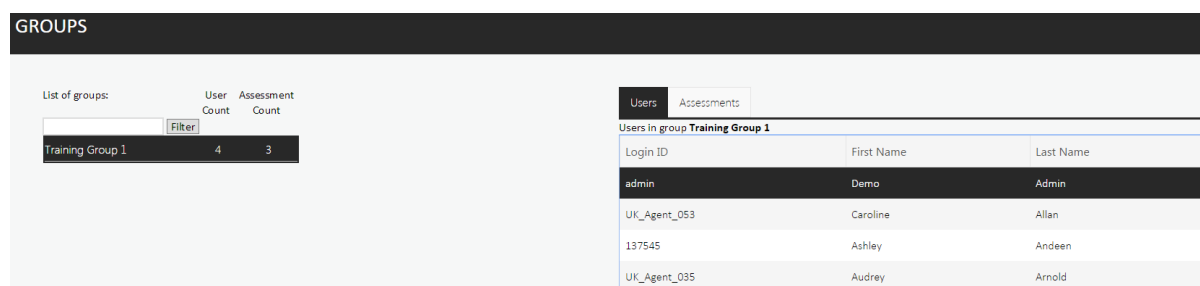 GROUPS
List of groups: User Count Assessment Count
Filter
Training Group 1 4 3
Users Assessments
Users in group Training Group 1
Login ID First Name Last Name
admin Demo Admin
UK_Agent_053 Caroline Allan
137545 Ashley Andeen
UK_Agent_035 Audrey Arnold